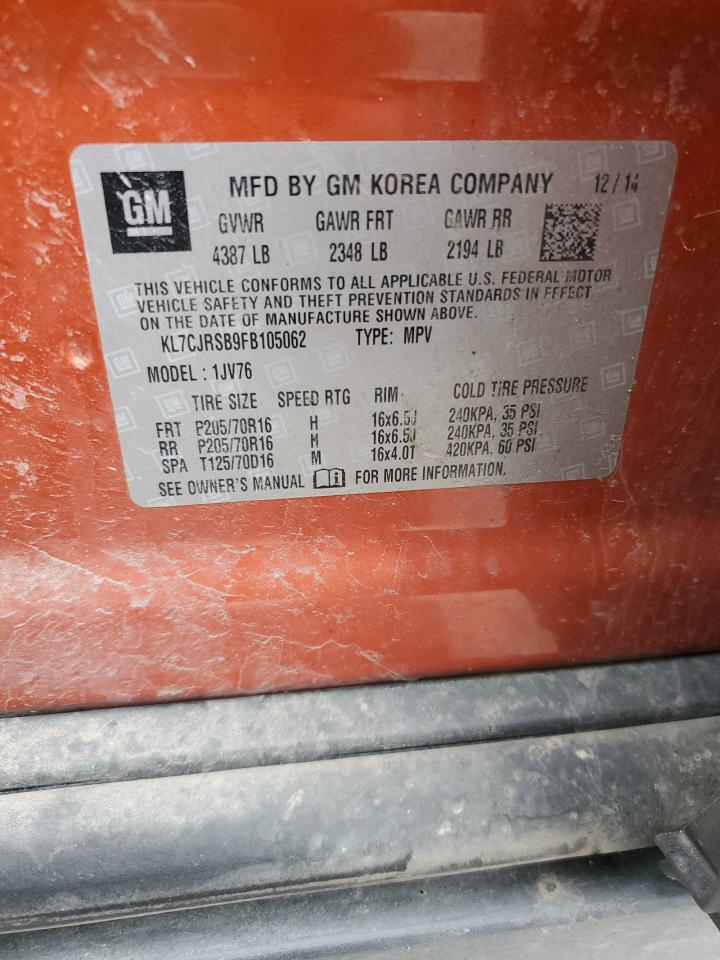 GM
MFD BY GM KOREA COMPANY 12/14
GVWR GAWR FRT GAWR RR
4387 LB 2348 LB 2194 LB
THIS VEHICLE CONFORMS TO ALL APPLICABLE U.S. FEDERAL MOTOR
VEHICLE SAFETY AND THEFT PREVENTION STANDARDS IN EFFECT
ON THE DATE OF MANUFACTURE SHOWN ABOVE.
KL7CJRSB9FB105062 TYPE: MPV
MODEL : 1JV76
TIRE SIZE SPEED RTG RIM COLD TIRE PRESSURE
FRT P205/70R16 H 16x6.5J 240KPA, 35 PSI
RR P205/70R16 H 16x6.5J 240KPA, 35 PSI
SPA T125/70D16 M 16x4.0T 420KPA, 60 PSI
SEE OWNER'S MANUAL FOR MORE INFORMATION.